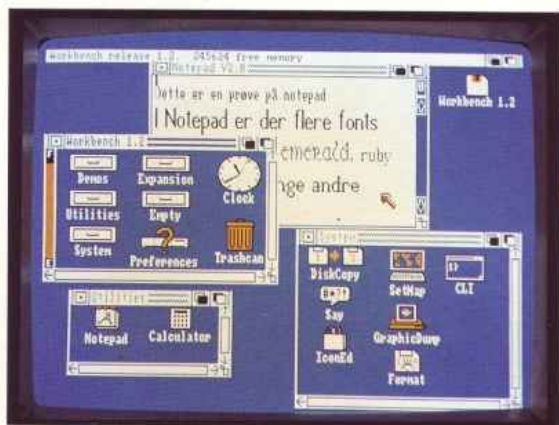 Workbench release 1.2. 245624 free memory
Notepad V2.0
Dette er en prøve på notepad
I Notepad er der flere fonts
emerald, ruby
nge andre
Workbench 1.2
Workbench 1.2
Demos Expansion Clock
Utilities Empty
System Preferences Trashcan
System
DiskCopy SetMap CLI
Say
IconEd GraphicDump
Format
Utilities
Notepad Calculator